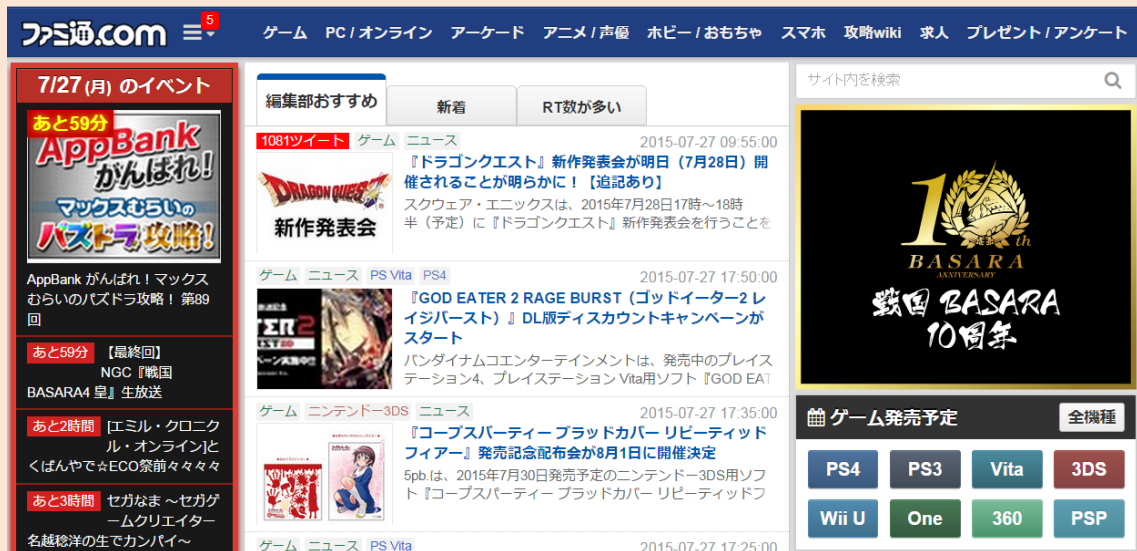 ファミ通.com
5
ゲーム PC / オンライン アーケード アニメ / 声優 ホビー / おもちゃ スマホ 攻略wiki 求人 プレゼント / アンケート
7/27 (月) のイベント
あと59分
AppBank
がんばれ!
マックスむらいの
パズドラ攻略!
AppBank がんばれ!マックス
むらいのパズドラ攻略! 第89
回
あと59分 【最終回】
NGC『戦国
BASARA4 皇』生放送
あと2時間 [エミル・クロニク
ル・オンライン]と
くばんやで☆ECO祭前々々々々
あと3時間 セガなま ~セガゲ
ームクリエイター
名越稔洋の生でカンパイ~
編集部おすすめ 新着 RT数が多い
1081ツイート ゲーム ニュース 2015-07-27 09:55:00
DRAGON QUEST
新作発表会
『ドラゴンクエスト』新作発表会が明日(7月28日)開
催されることが明らかに!【追記あり】
スクウェア・エニックスは、2015年7月28日17時~18時
半(予定)に『ドラゴンクエスト』新作発表会を行うことを
ゲーム ニュース PS Vita PS4 2015-07-27 17:50:00
『GOD EATER 2 RAGE BURST(ゴッドイーター2 レ
イジバースト)』DL版ディスカウントキャンペーンが
スタート
バンダイナムコエンターテインメントは、発売中のプレイス
テーション4、プレイステーション Vita用ソフト『GOD EAT
ゲーム ニンテンドー3DS ニュース 2015-07-27 17:35:00
『コープスパーティー ブラッドカバー リピーティッド
フィアー』発売記念配布会が8月1日に開催決定
5pb.は、2015年7月30日発売予定のニンテンドー3DS用ソフ
ト『コープスパーティー ブラッドカバー リピーティッドフ
ゲーム ニュース PS Vita 2015-07-27 17:25:00
サイト内を検索
10th
BASARA
ANNIVERSARY
戦国BASARA
10周年
ゲーム発売予定 全機種
PS4 PS3 Vita 3DS
Wii U One 360 PSP